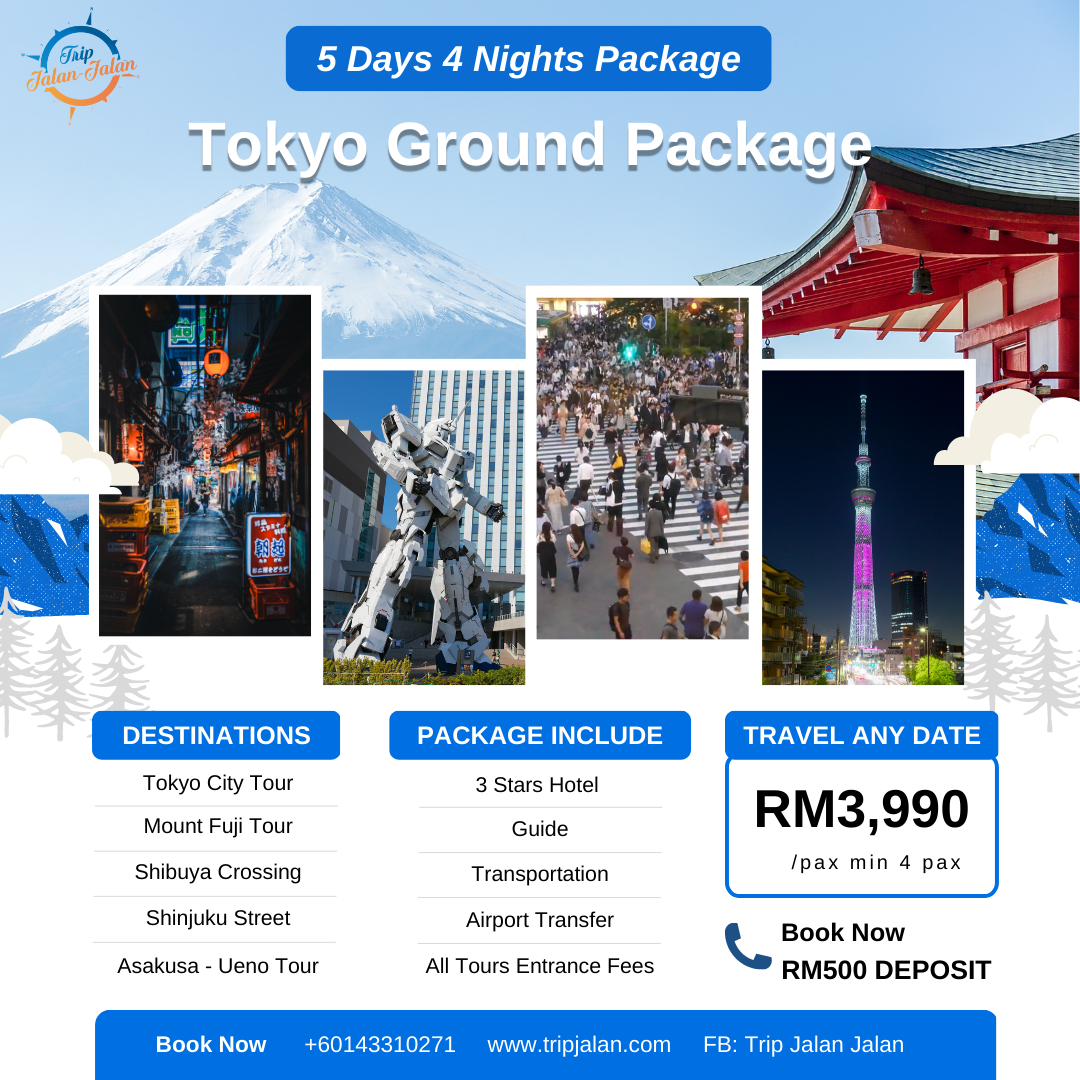 Trip
Jalan-Jalan
5 Days 4 Nights Package
Tokyo Ground Package
朝起
DESTINATIONS
Tokyo City Tour
Mount Fuji Tour
Shibuya Crossing
Shinjuku Street
Asakusa - Ueno Tour
PACKAGE INCLUDE
3 Stars Hotel
Guide
Transportation
Airport Transfer
All Tours Entrance Fees
TRAVEL ANY DATE
RM3,990
/pax min 4 pax
Book Now
RM500 DEPOSIT
Book Now +60143310271 www.tripjalan.com FB: Trip Jalan Jalan